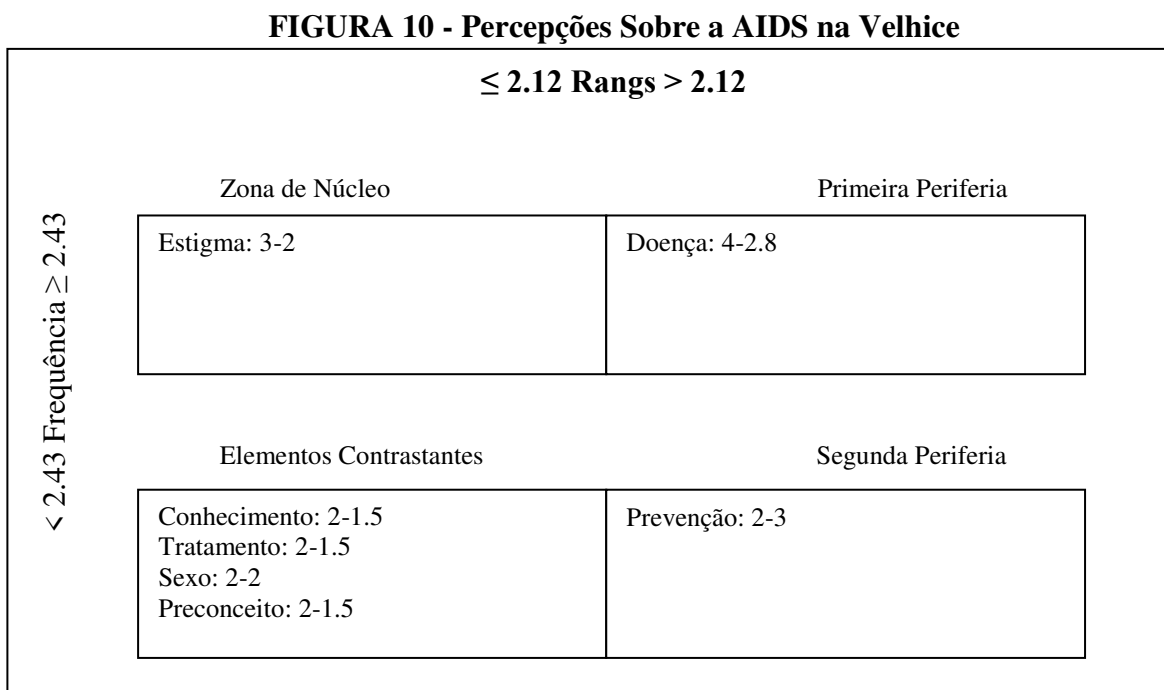 FIGURA 10 - Percepções Sobre a AIDS na Velhice
≤ 2.12 Rangs > 2.12
< 2.43 Frequência ≥ 2.43
Zona de Núcleo
Primeira Periferia
Estigma: 3-2
Doença: 4-2.8
Elementos Contrastantes
Segunda Periferia
Conhecimento: 2-1.5
Tratamento: 2-1.5
Sexo: 2-2
Preconceito: 2-1.5
Prevenção: 2-3